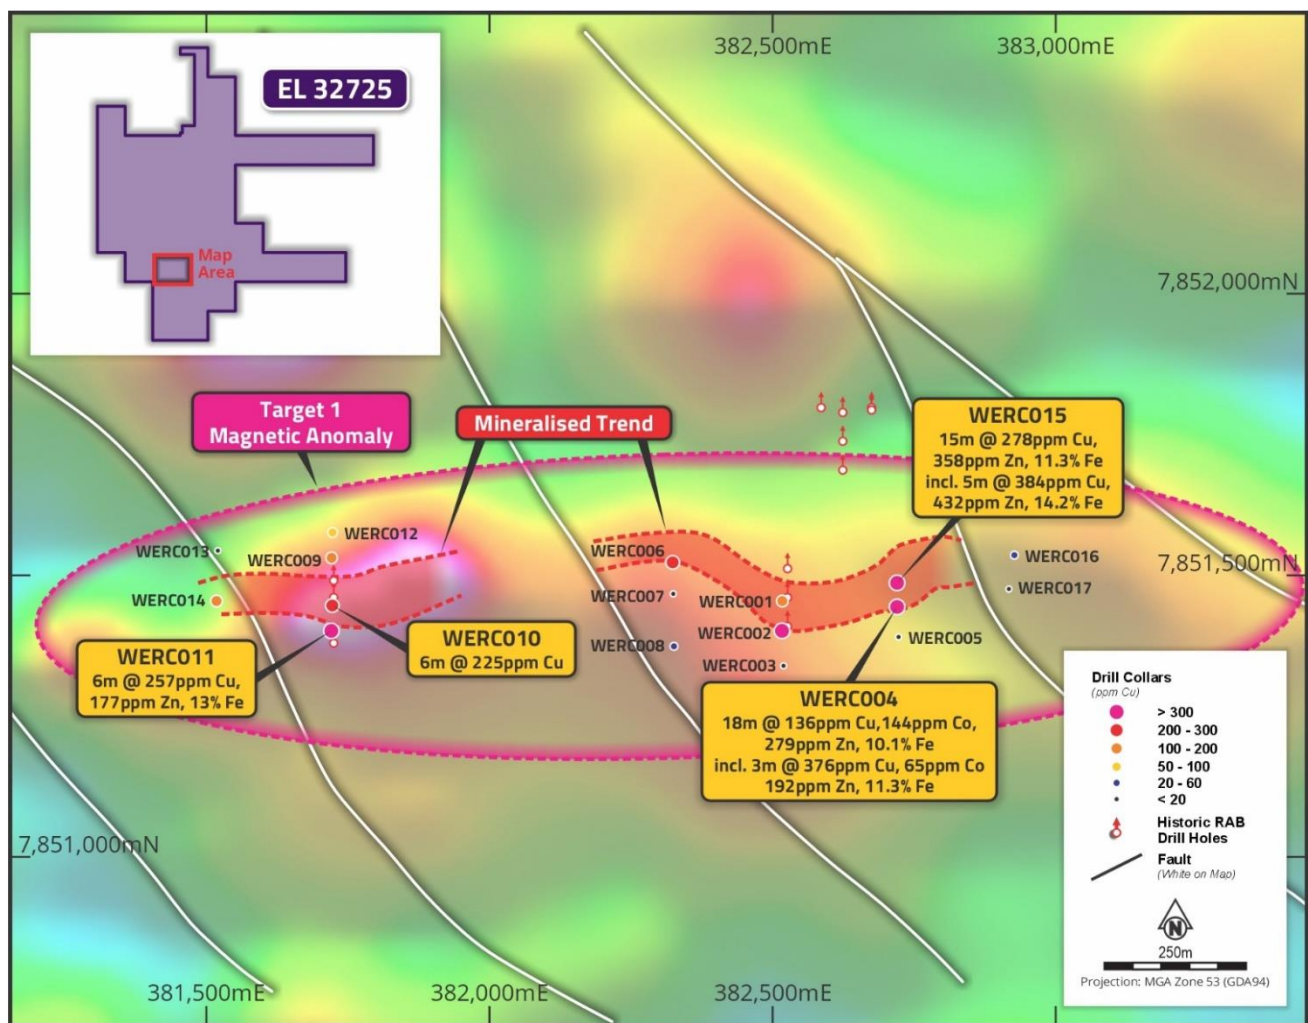 382,500mE
383,000mE
EL 32725
Map
Area
7,852,000mN
Target 1
Magnetic Anomaly
Mineralised Trend
WERC015
15m @ 278ppm Cu,
358ppm Zn, 11.3% Fe
incl. 5m @ 384ppm Cu,
432ppm Zn, 14.2% Fe
WERC012
WERC013
WERC009
WERC006
WERC016
7,851,500mN
WERC014
WERC007
WERC001
WERC017
WERC010
6m @ 225ppm Cu
WERC002
WERC005
WERC008
WERC003
WERC011
6m @ 257ppm Cu,
177ppm Zn, 13% Fe
WERC004
18m @ 136ppm Cu, 144ppm Co,
279ppm Zn, 10.1% Fe
incl. 3m @ 376ppm Cu, 65ppm Co
192ppm Zn, 11.3% Fe
Drill Collars
(ppm Cu)
> 300
200 - 300
100 - 200
50 - 100
20 - 60
< 20
Historic RAB
Drill Holes
Fault
(White on Map)
N
250m
Projection: MGA Zone 53 (GDA94)
7,851,000mN
381,500mE
382,000mE
382,500mE